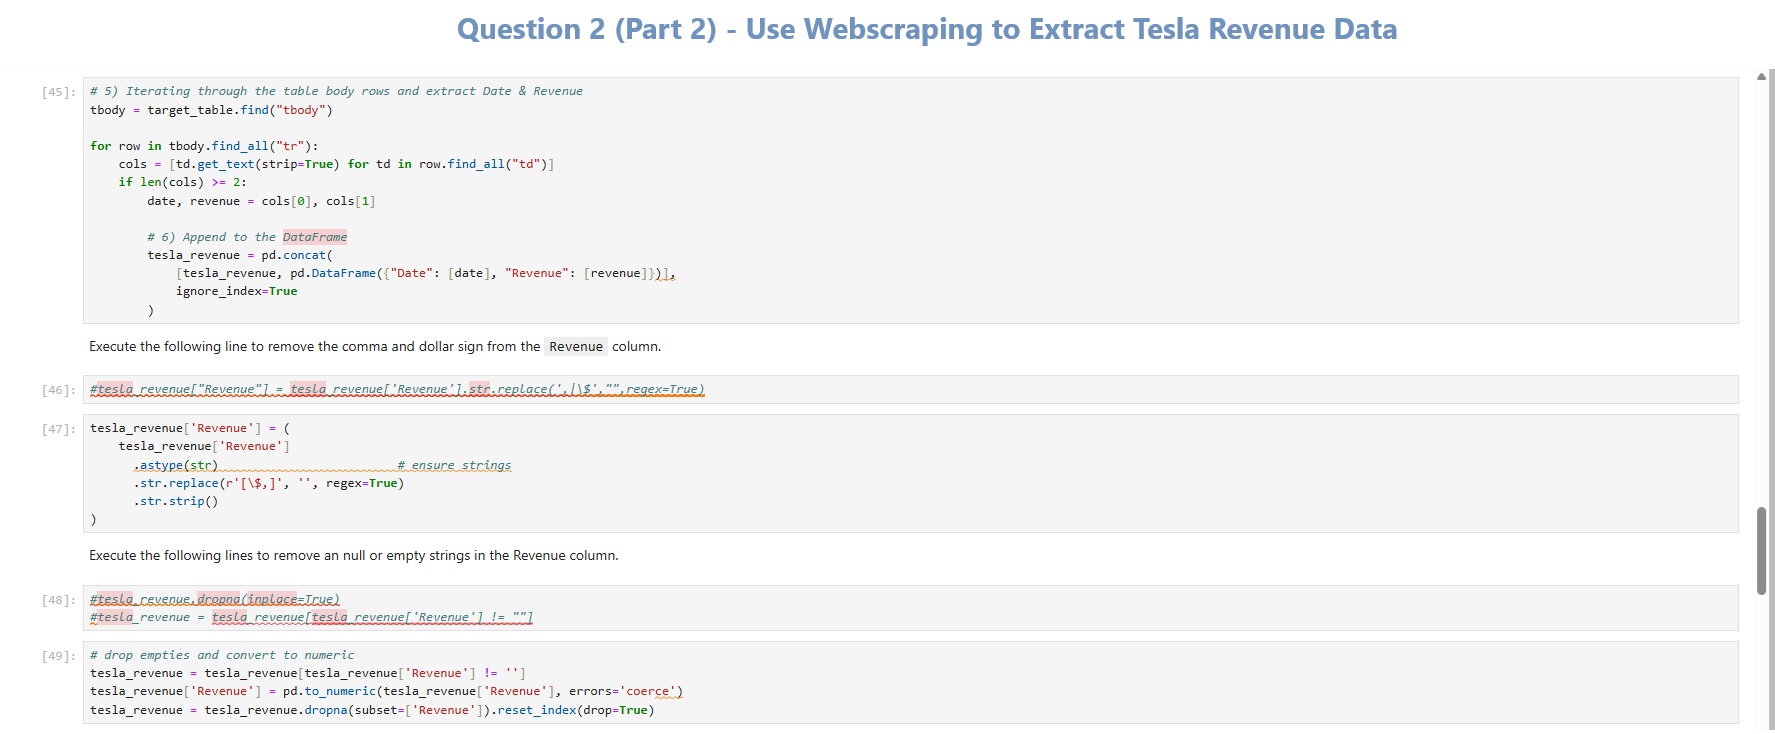 Question 2 (Part 2) - Use Webscraping to Extract Tesla Revenue Data
[45]: # 5) Iterating through the table body rows and extract Date & Revenue
tbody = target_table.find("tbody")
for row in tbody.find_all("tr"):
    cols = [td.get_text(strip=True) for td in row.find_all("td")]
    if len(cols) >= 2:
        date, revenue = cols[0], cols[1]
        # 6) Append to the DataFrame
        tesla_revenue = pd.concat(
            [tesla_revenue, pd.DataFrame({"Date": [date], "Revenue": [revenue]})],
            ignore_index=True
        )
Execute the following line to remove the comma and dollar sign from the Revenue column.
[46]: #tesla_revenue["Revenue"] = tesla_revenue['Revenue'].str.replace(',|\$',"",regex=True)
[47]: tesla_revenue['Revenue'] = (
    tesla_revenue['Revenue']
      .astype(str)                         # ensure strings
      .str.replace(r'[\$,]', '', regex=True)
      .str.strip()
)
Execute the following lines to remove an null or empty strings in the Revenue column.
[48]: #tesla_revenue.dropna(inplace=True)
#tesla_revenue = tesla_revenue[tesla_revenue['Revenue'] != ""]
[49]: # drop empties and convert to numeric
tesla_revenue = tesla_revenue[tesla_revenue['Revenue'] != '']
tesla_revenue['Revenue'] = pd.to_numeric(tesla_revenue['Revenue'], errors='coerce')
tesla_revenue = tesla_revenue.dropna(subset=['Revenue']).reset_index(drop=True)